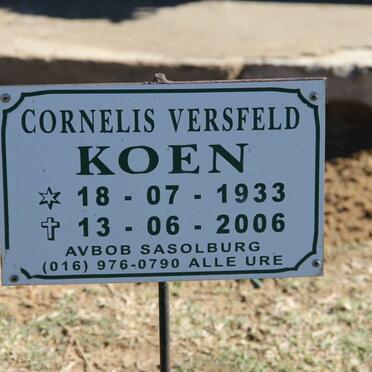 CORNELIS VERSFELD
KOEN
18 - 07 - 1933
13 - 06 - 2006
AVBOB SASOLBURG
(016) 976-0790 ALLE URE